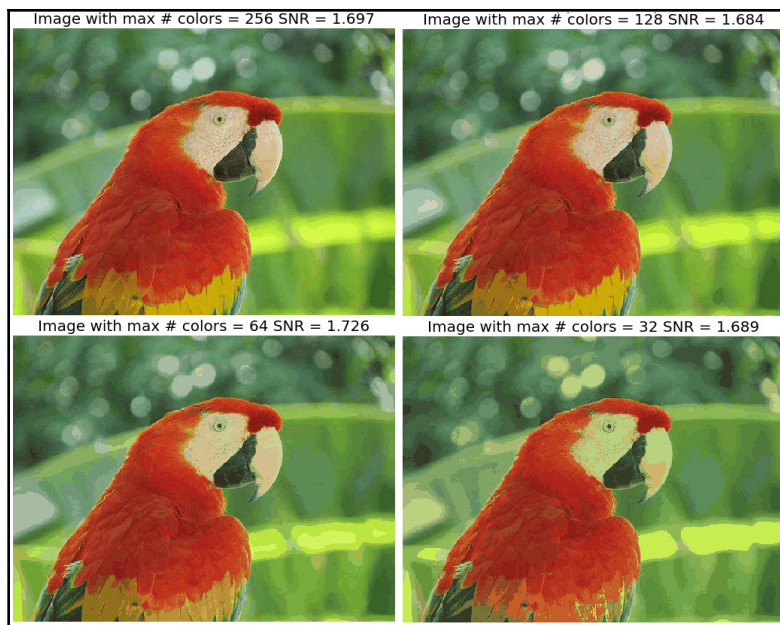 Image with max # colors = 256 SNR = 1.697
Image with max # colors = 128 SNR = 1.684
Image with max # colors = 64 SNR = 1.726
Image with max # colors = 32 SNR = 1.689